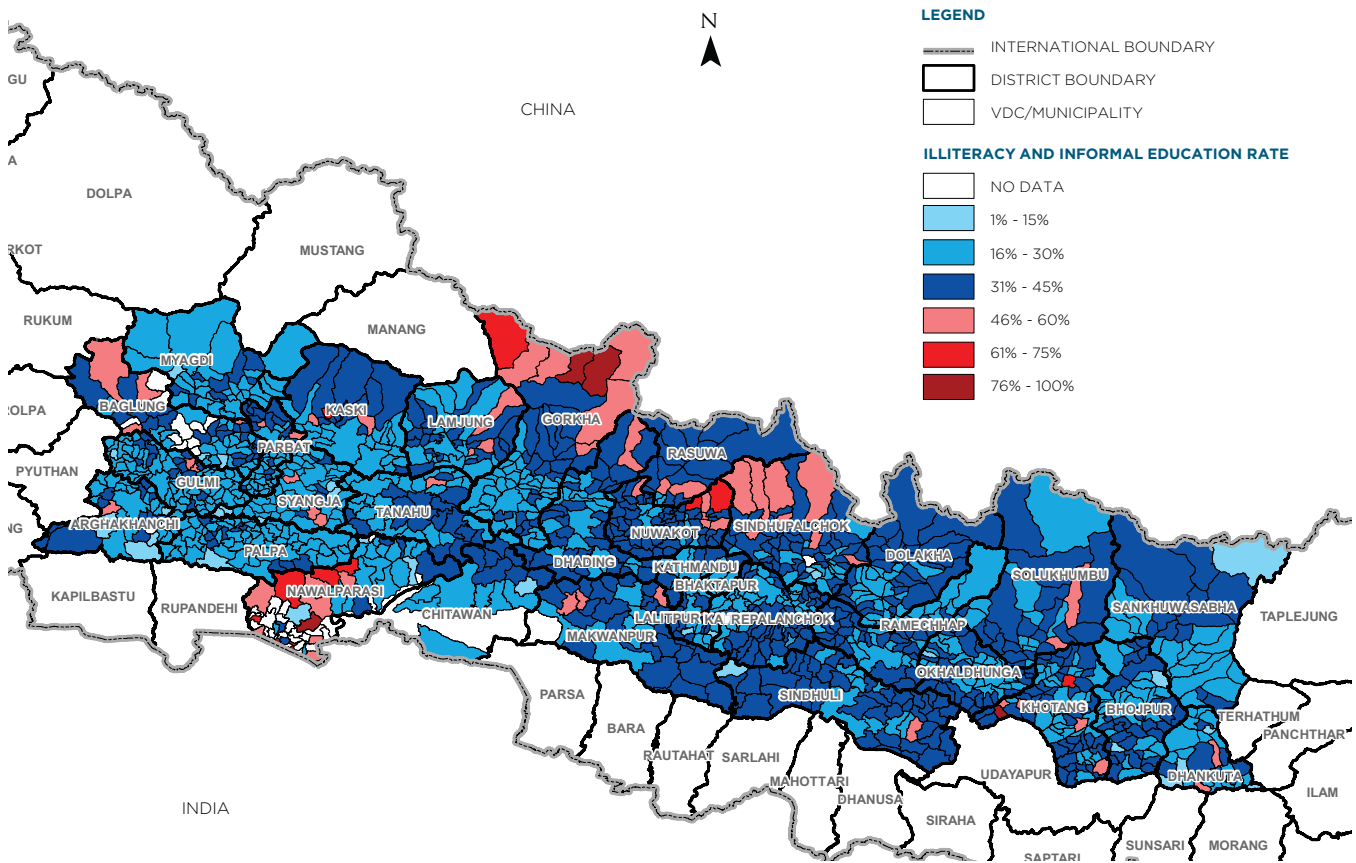 LEGEND
INTERNATIONAL BOUNDARY
DISTRICT BOUNDARY
VDC/MUNICIPALITY
ILLITERACY AND INFORMAL EDUCATION RATE
NO DATA
1% - 15%
16% - 30%
31% - 45%
46% - 60%
61% - 75%
76% - 100%
N
CHINA
GU
A
DOLPA
RKOT
MUSTANG
RUKUM
MANANG
MYAGDI
BAGLUNG
ROLPA
KASKI
LAMJUNG
GORKHA
PARBAT
RASUWA
PYUTHAN
GULMI
SYANGJA
TANAHU
NUWAKOT
SINDHUPALCHOK
NG
ARGHAKHANCHI
PALPA
DHADING
KATHMANDU
DOLAKHA
BHAKTAPUR
SOLUKHUMBU
KAPILBASTU
RUPANDEHI
NAWALPARASI
CHITAWAN
LALITPUR
KAVREPALANCHOK
RAMECHHAP
SANKHUWASABHA
TAPLEJUNG
MAKWANPUR
OKHALDHUNGA
PARSA
SINDHULI
KHOTANG
BHOJPUR
TERHATHUM
PANCHTHAR
BARA
RAUTAHAT
SARLAHI
MAHOTTARI
UDAYAPUR
DHANKUTA
DHANUSA
ILAM
INDIA
SIRAHA
SAPTARI
SUNSARI
MORANG